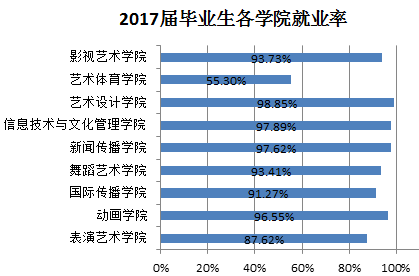 2017届毕业生各学院就业率
影视艺术学院 93.73%
艺术体育学院 55.30%
艺术设计学院 98.85%
信息技术与文化管理学院 97.89%
新闻传播学院 97.62%
舞蹈艺术学院 93.41%
国际传播学院 91.27%
动画学院 96.55%
表演艺术学院 87.62%
0% 20% 40% 60% 80% 100%